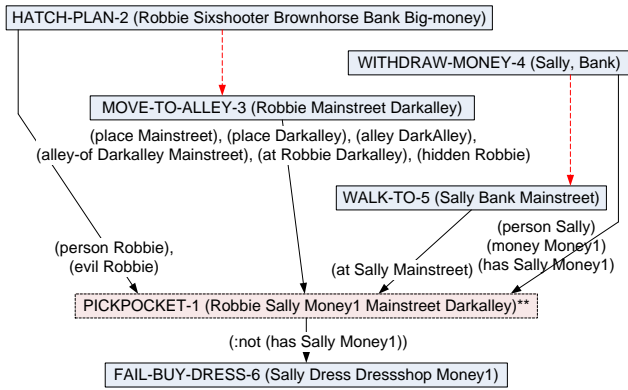 HATCH-PLAN-2 (Robbie Sixshooter Brownhorse Bank Big-money)
WITHDRAW-MONEY-4 (Sally, Bank)
MOVE-TO-ALLEY-3 (Robbie Mainstreet Darkalley)
(place Mainstreet), (place Darkalley), (alley DarkAlley),
(alley-of Darkalley Mainstreet), (at Robbie Darkalley), (hidden Robbie)
WALK-TO-5 (Sally Bank Mainstreet)
(person Sally)
(money Money1)
(has Sally Money1)
(person Robbie),
(evil Robbie)
(at Sally Mainstreet)
PICKPOCKET-1 (Robbie Sally Money1 Mainstreet Darkalley)**
(:not (has Sally Money1))
FAIL-BUY-DRESS-6 (Sally Dress Dressshop Money1)